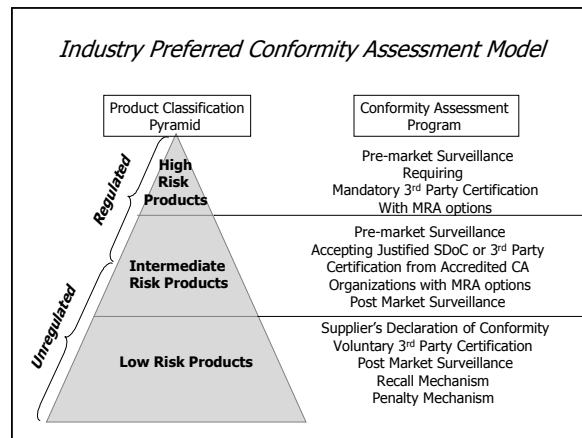 Industry Preferred Conformity Assessment Model
Product Classification
Pyramid
Conformity Assessment
Program
Regulated
Unregulated
High
Risk
Products
Pre-market Surveillance
Requiring
Mandatory 3rd Party Certification
With MRA options
Intermediate
Risk Products
Pre-market Surveillance
Accepting Justified SDoC or 3rd Party
Certification from Accredited CA
Organizations with MRA options
Post Market Surveillance
Low Risk Products
Supplier's Declaration of Conformity
Voluntary 3rd Party Certification
Post Market Surveillance
Recall Mechanism
Penalty Mechanism